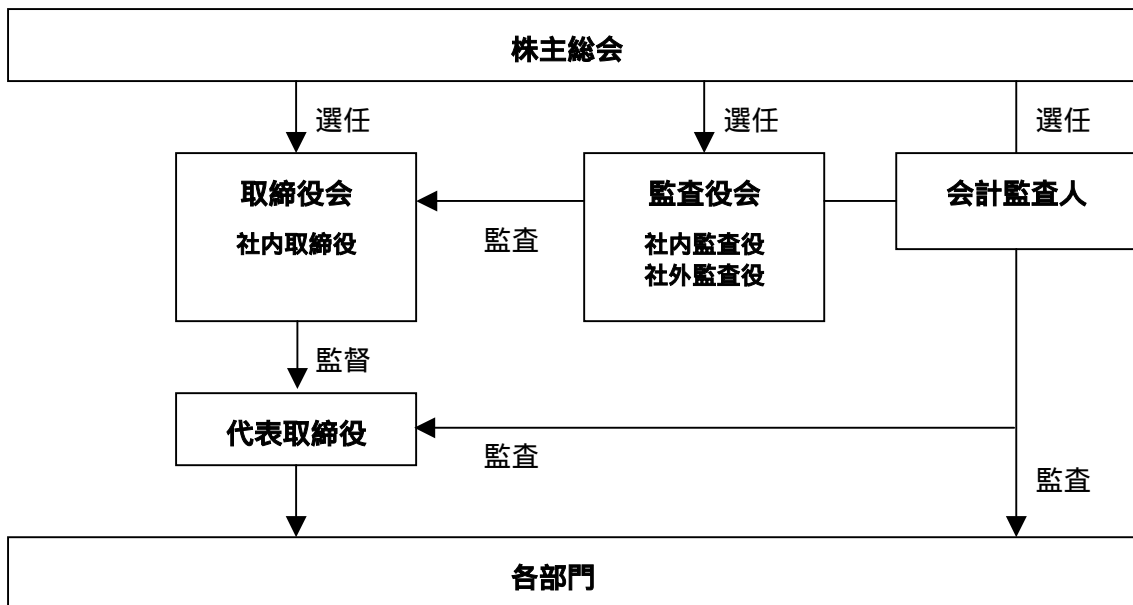 株主総会
選任
選任
選任
取締役会
社内取締役
監査
監査役会
社内監査役
社外監査役
会計監査人
監督
代表取締役
監査
監査
各部門